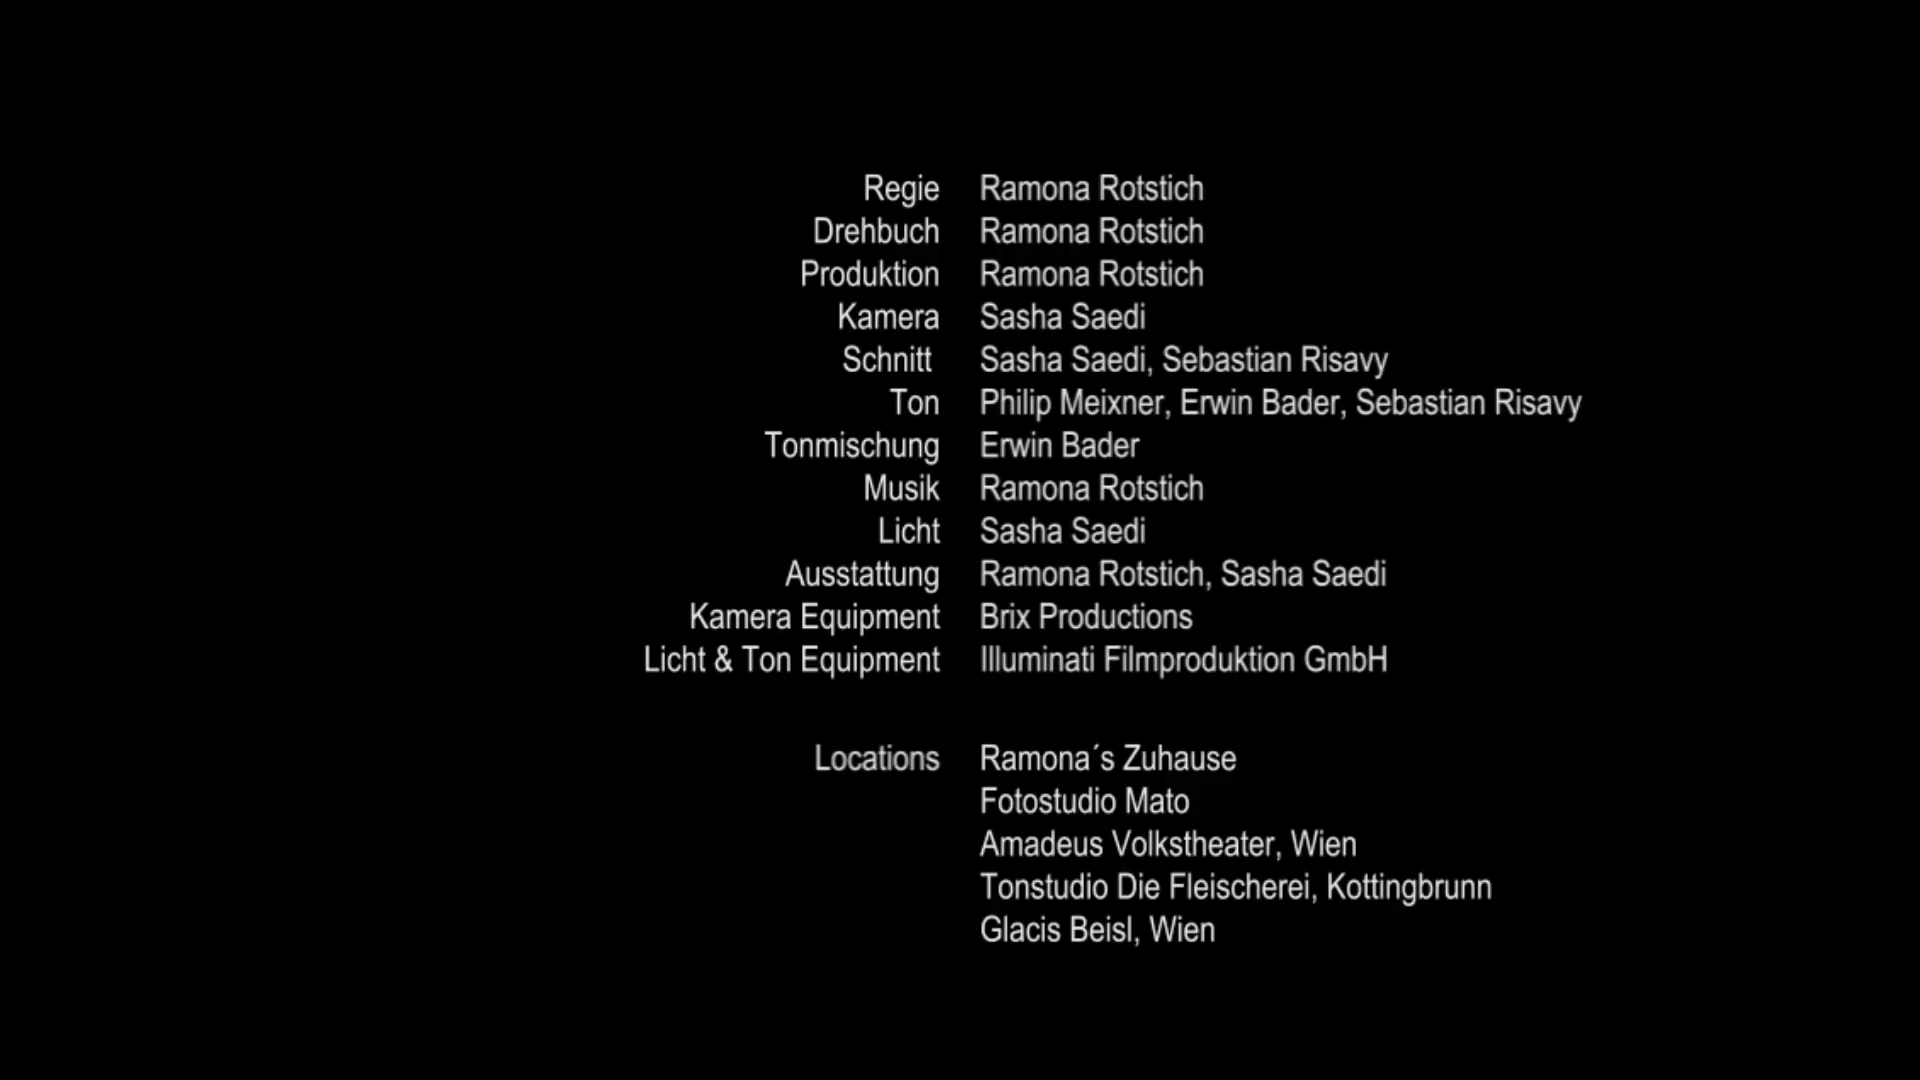 Regie Ramona Rotstich
Drehbuch Ramona Rotstich
Produktion Ramona Rotstich
Kamera Sasha Saedi
Schnitt Sasha Saedi, Sebastian Risavy
Ton Philip Meixner, Erwin Bader, Sebastian Risavy
Tonmischung Erwin Bader
Musik Ramona Rotstich
Licht Sasha Saedi
Ausstattung Ramona Rotstich, Sasha Saedi
Kamera Equipment Brix Productions
Licht & Ton Equipment Illuminati Filmproduktion GmbH
Locations Ramona´s Zuhause
Fotostudio Mato
Amadeus Volkstheater, Wien
Tonstudio Die Fleischerei, Kottingbrunn
Glacis Beisl, Wien